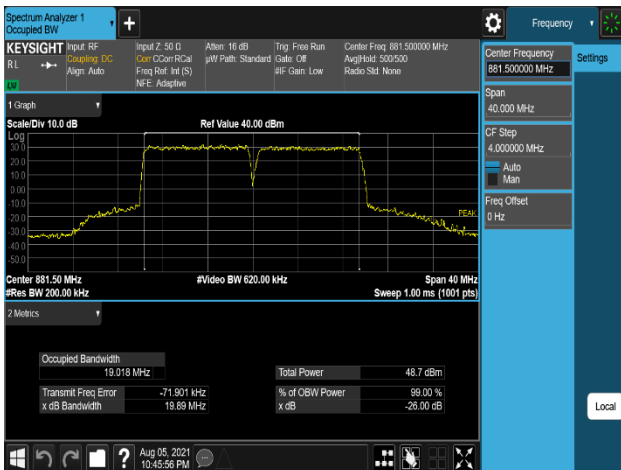 Spectrum Analyzer 1
Occupied BW
Frequency
KEYSIGHT
R L
Input: RF
Coupling: DC
Align: Auto
Input Z: 50 Ω
Corr CCorr RCal
Freq Ref: Int (S)
NFE: Adaptive
Atten: 16 dB
µW Path: Standard
Trig: Free Run
Gate: Off
#IF Gain: Low
Center Freq: 881.500000 MHz
Avg|Hold: 500/500
Radio Std: None
Center Frequency
881.500000 MHz
Settings
Span
40.000 MHz
CF Step
4.000000 MHz
Auto
Man
Freq Offset
0 Hz
1 Graph
Scale/Div 10.0 dB
Ref Value 40.00 dBm
Log
30.0
20.0
10.0
0.00
-10.0
-20.0
-30.0
-40.0
-50.0
PEAK
Center 881.50 MHz
#Video BW 620.00 kHz
Span 40 MHz
#Res BW 200.00 kHz
Sweep 1.00 ms (1001 pts)
2 Metrics
Occupied Bandwidth
19.018 MHz
Total Power 48.7 dBm
Transmit Freq Error -71.901 kHz
% of OBW Power 99.00 %
x dB Bandwidth 19.89 MHz
x dB -26.00 dB
Local
?
Aug 05, 2021
10:45:56 PM